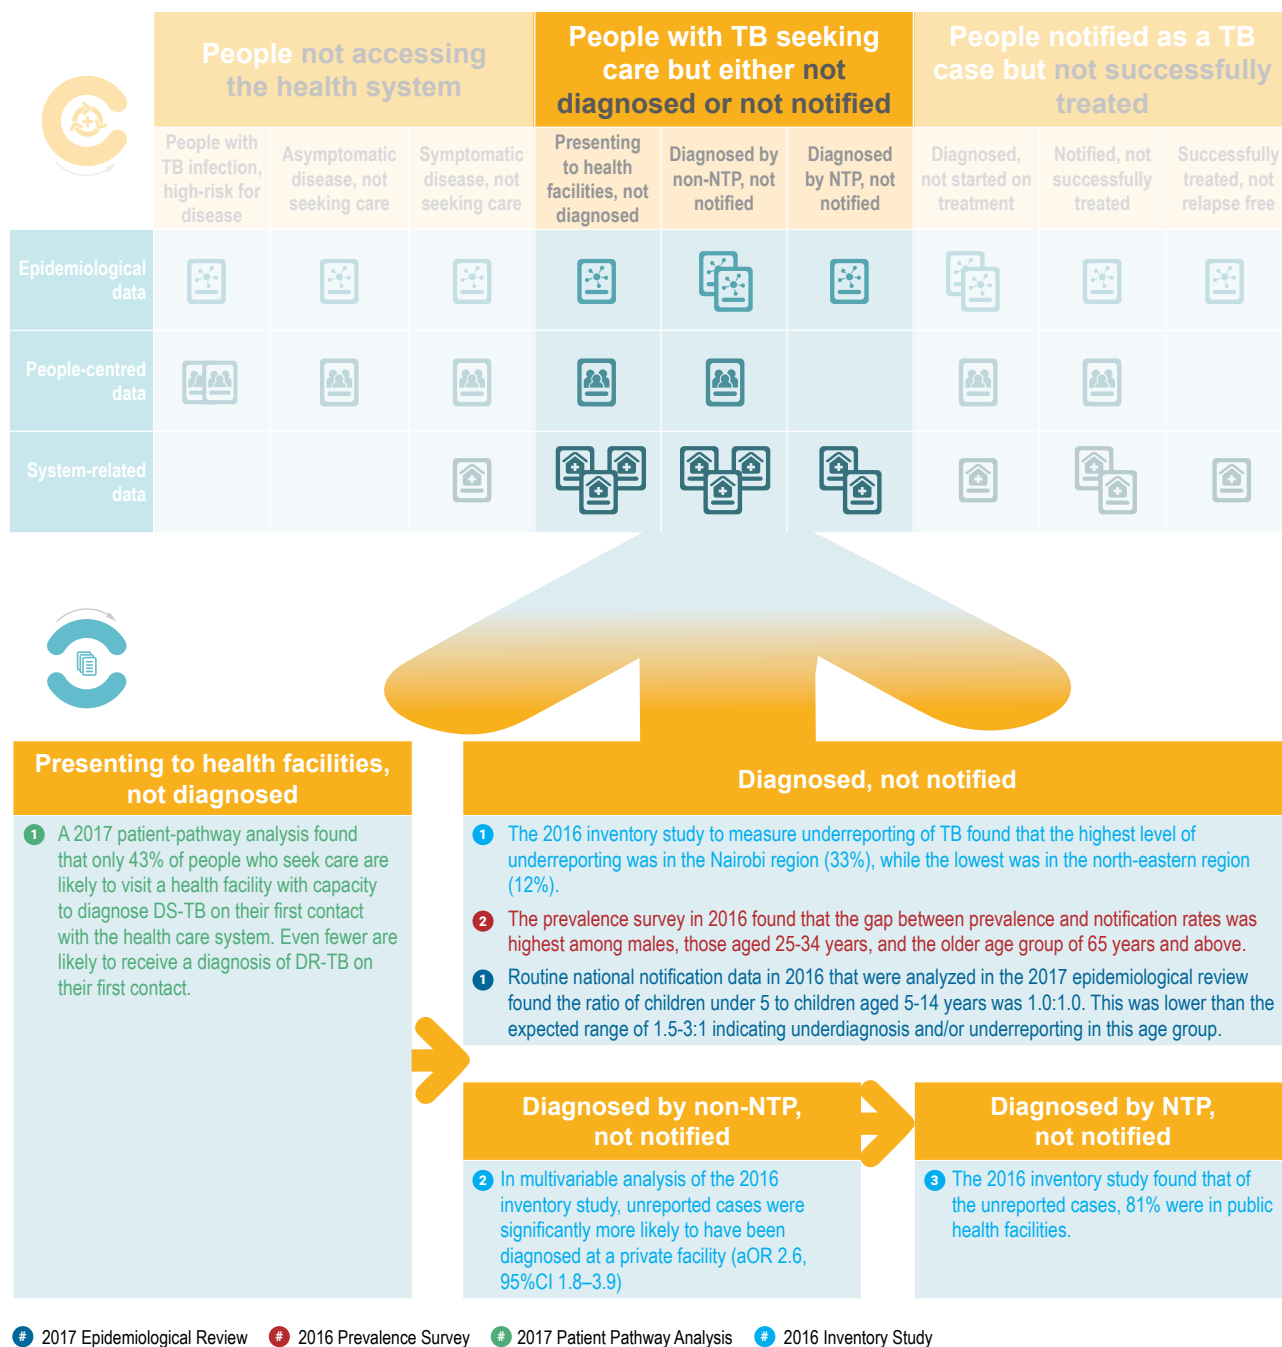 People not accessing
the health system
People with TB seeking
care but either not
diagnosed or not notified
People notified as a TB
case but not successfully
treated
People with
TB infection,
high-risk for
disease
Asymptomatic
disease, not
seeking care
Symptomatic
disease, not
seeking care
Presenting
to health
facilities, not
diagnosed
Diagnosed by
non-NTP, not
notified
Diagnosed
by NTP, not
notified
Diagnosed,
not started on
treatment
Notified, not
successfully
treated
Successfully
treated, not
relapse free
Epidemiological
data
People-centred
data
System-related
data
Presenting to health facilities,
not diagnosed
1 A 2017 patient-pathway analysis found
that only 43% of people who seek care are
likely to visit a health facility with capacity
to diagnose DS-TB on their first contact
with the health care system. Even fewer are
likely to receive a diagnosis of DR-TB on
their first contact.
Diagnosed, not notified
1 The 2016 inventory study to measure underreporting of TB found that the highest level of
underreporting was in the Nairobi region (33%), while the lowest was in the north-eastern region
(12%).
2 The prevalence survey in 2016 found that the gap between prevalence and notification rates was
highest among males, those aged 25-34 years, and the older age group of 65 years and above.
1 Routine national notification data in 2016 that were analyzed in the 2017 epidemiological review
found the ratio of children under 5 to children aged 5-14 years was 1.0:1.0. This was lower than the
expected range of 1.5-3:1 indicating underdiagnosis and/or underreporting in this age group.
Diagnosed by non-NTP,
not notified
2 In multivariable analysis of the 2016
inventory study, unreported cases were
significantly more likely to have been
diagnosed at a private facility (aOR 2.6,
95%CI 1.8–3.9)
Diagnosed by NTP,
not notified
3 The 2016 inventory study found that of
the unreported cases, 81% were in public
health facilities.
# 2017 Epidemiological Review # 2016 Prevalence Survey # 2017 Patient Pathway Analysis # 2016 Inventory Study